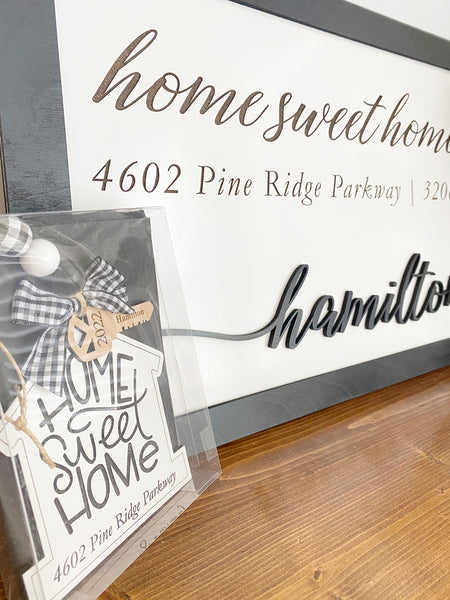 home sweet home
4602 Pine Ridge Parkway | 320
hamilton
2022
Hamilton
HOME
Sweet
HOME
4602 Pine Ridge Parkway